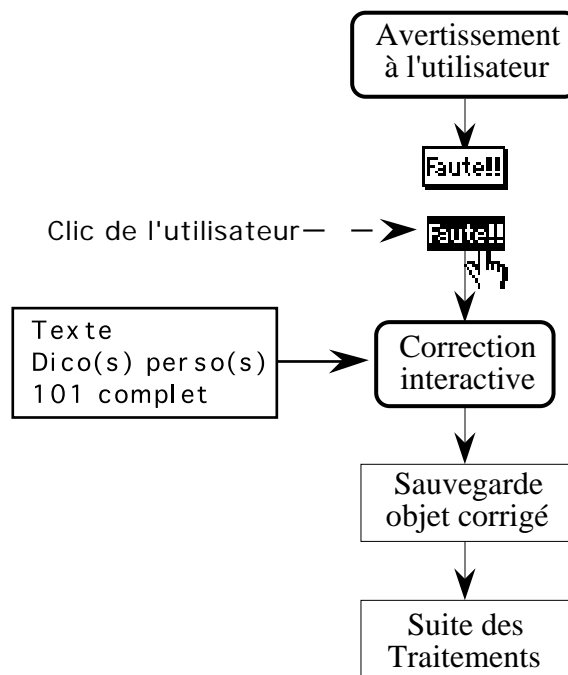 Avertissement
à l'utilisateur
Faute!!
Clic de l'utilisateur
Faute!!
Texte
Dico(s) perso(s)
101 complet
Correction
interactive
Sauvegarde
objet corrigé
Suite des
Traitements